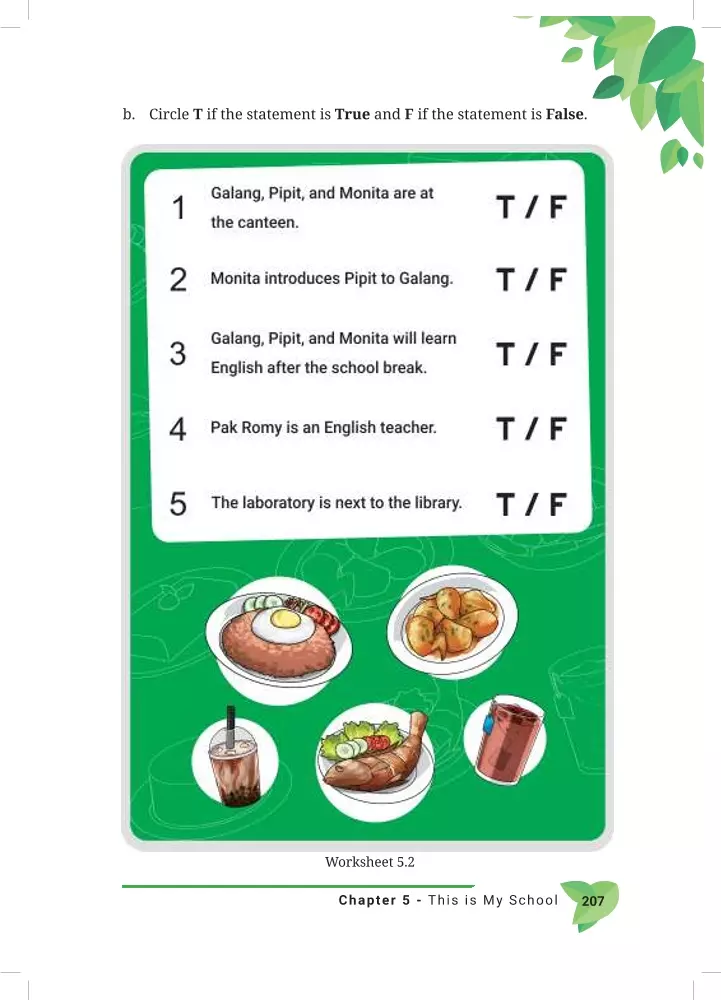 b. Circle T if the statement is True and F if the statement is False.
1 Galang, Pipit, and Monita are at
the canteen.
T / F
2 Monita introduces Pipit to Galang. T / F
3 Galang, Pipit, and Monita will learn
English after the school break.
T / F
4 Pak Romy is an English teacher. T / F
5 The laboratory is next to the library. T / F
Worksheet 5.2
Chapter 5 - This is My School 207